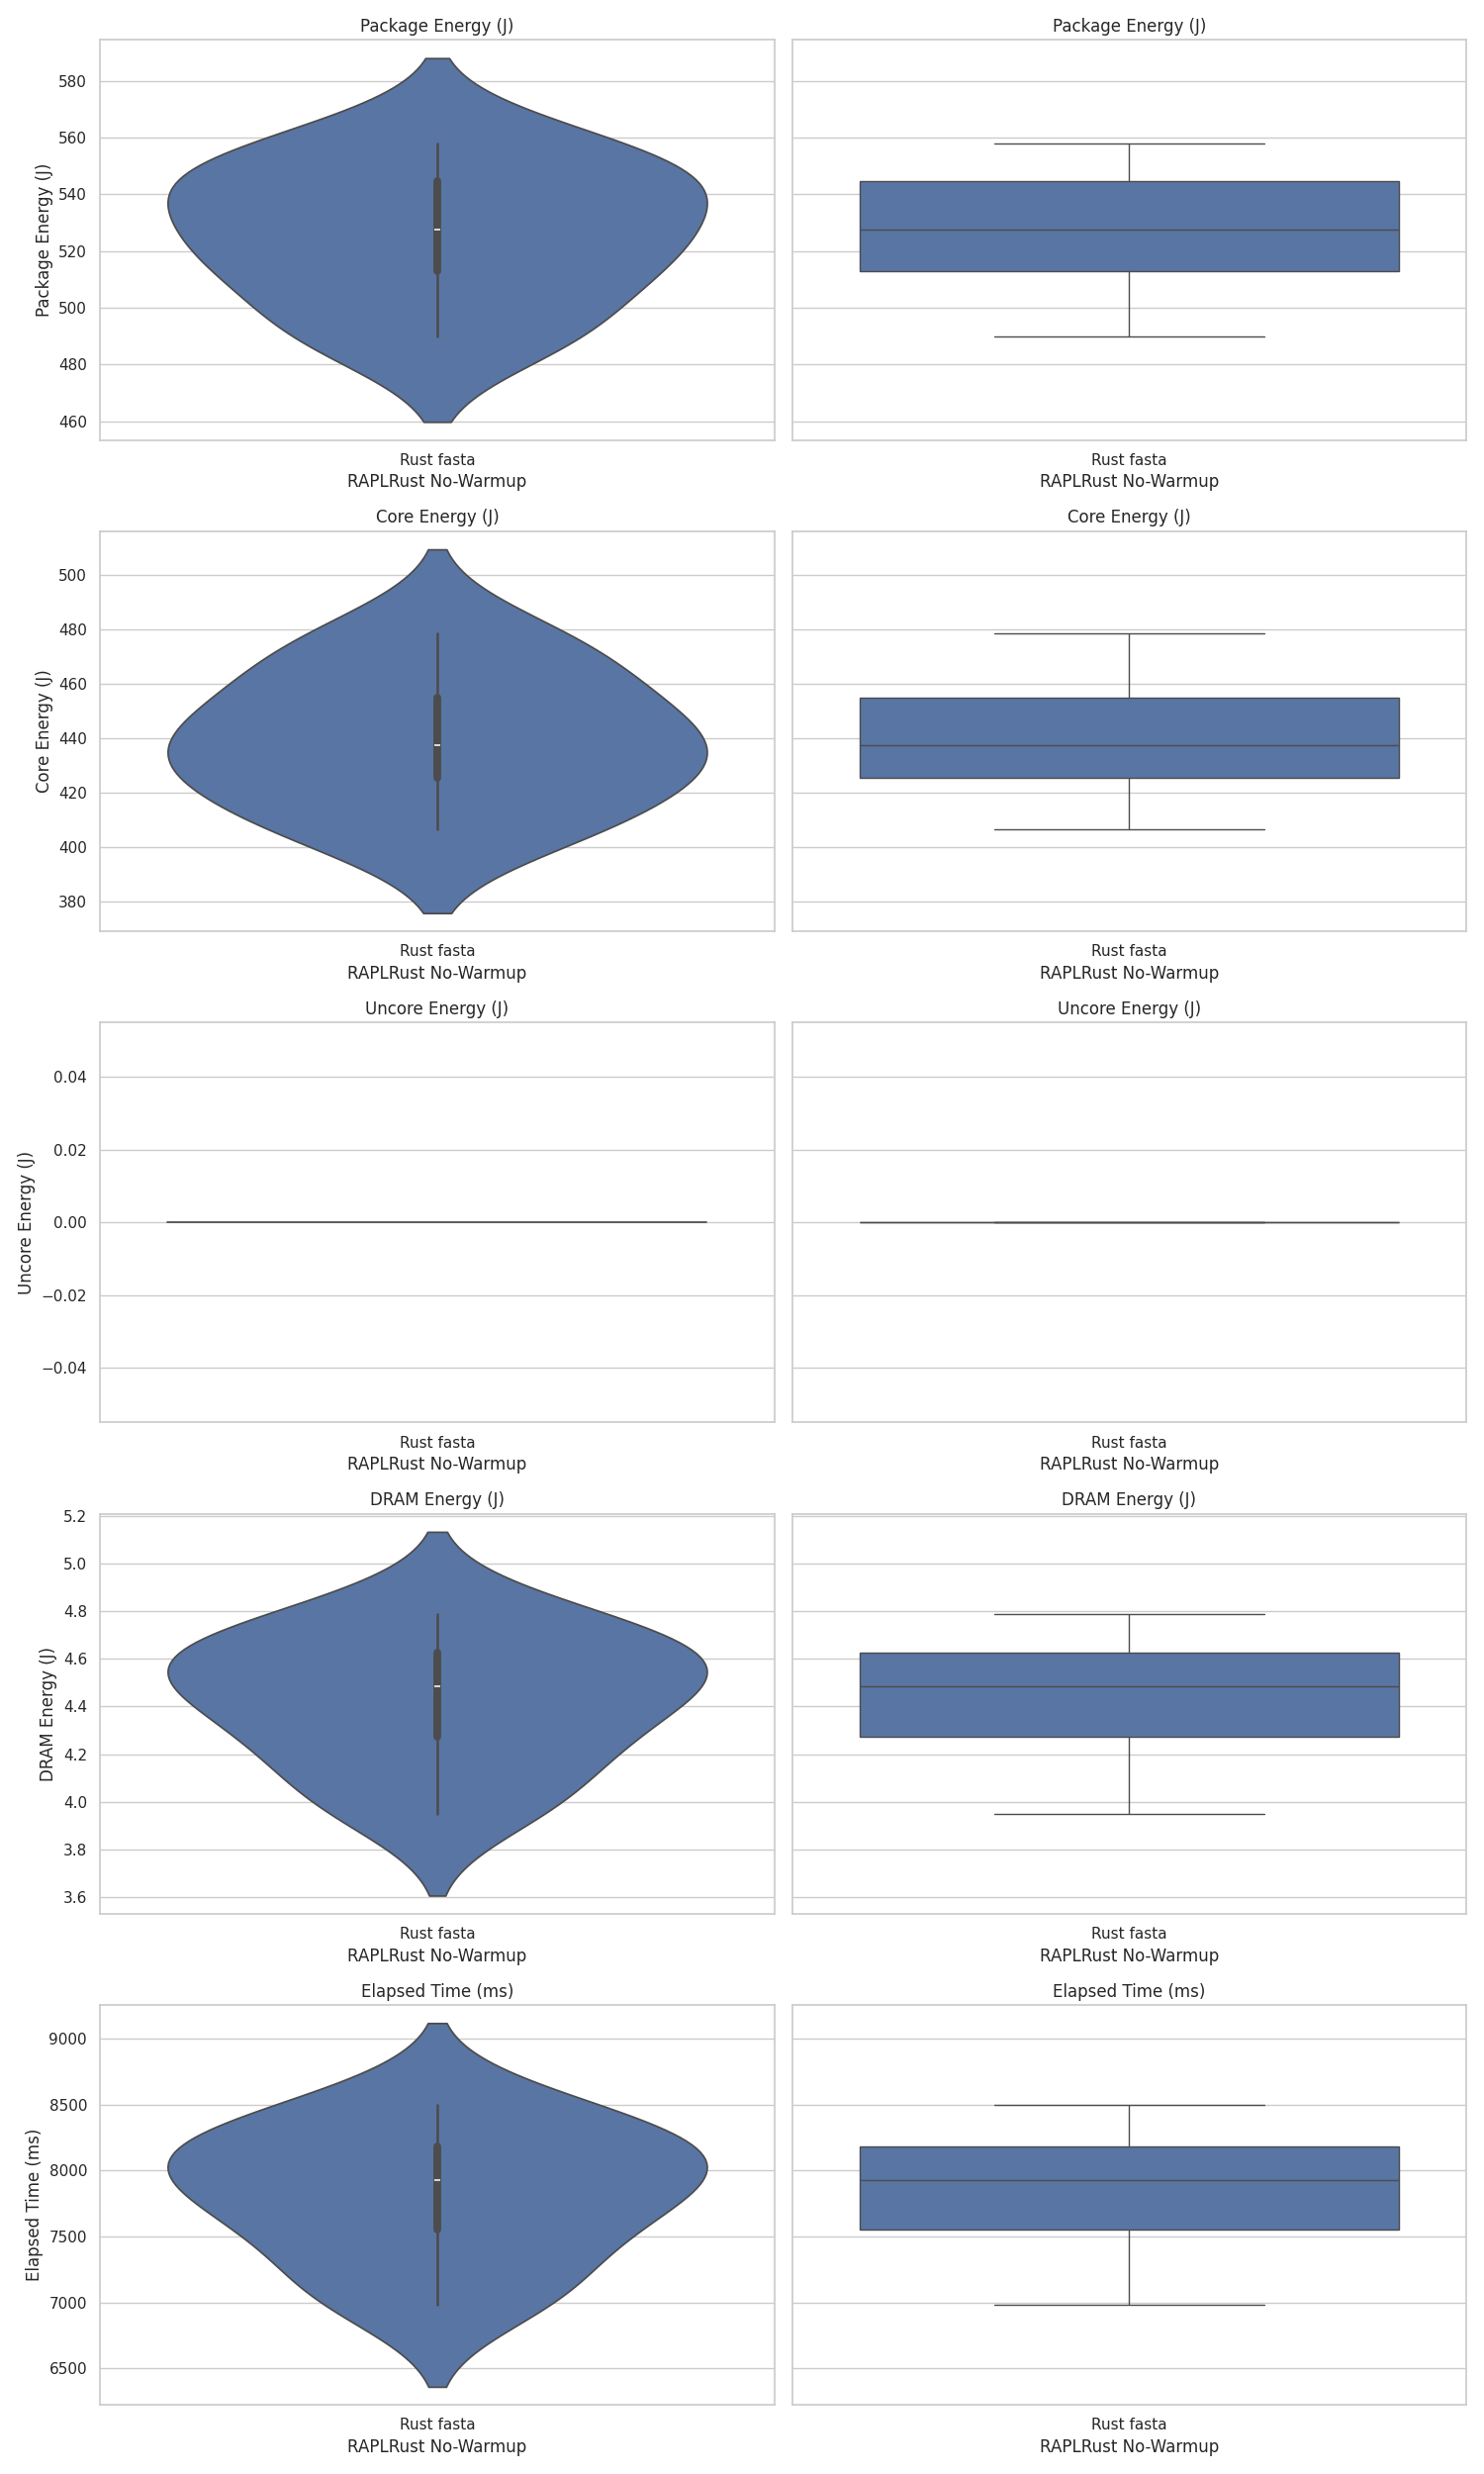 Package Energy (J)
Package Energy (J)
Package Energy (J)
580
560
540
520
500
480
460
Rust fasta
RAPLRust No-Warmup
Rust fasta
RAPLRust No-Warmup
Core Energy (J)
Core Energy (J)
Core Energy (J)
500
480
460
440
420
400
380
Rust fasta
RAPLRust No-Warmup
Rust fasta
RAPLRust No-Warmup
Uncore Energy (J)
Uncore Energy (J)
Uncore Energy (J)
0.04
0.02
0.00
−0.02
−0.04
Rust fasta
RAPLRust No-Warmup
Rust fasta
RAPLRust No-Warmup
DRAM Energy (J)
DRAM Energy (J)
DRAM Energy (J)
5.2
5.0
4.8
4.6
4.4
4.2
4.0
3.8
3.6
Rust fasta
RAPLRust No-Warmup
Rust fasta
RAPLRust No-Warmup
Elapsed Time (ms)
Elapsed Time (ms)
Elapsed Time (ms)
9000
8500
8000
7500
7000
6500
Rust fasta
RAPLRust No-Warmup
Rust fasta
RAPLRust No-Warmup